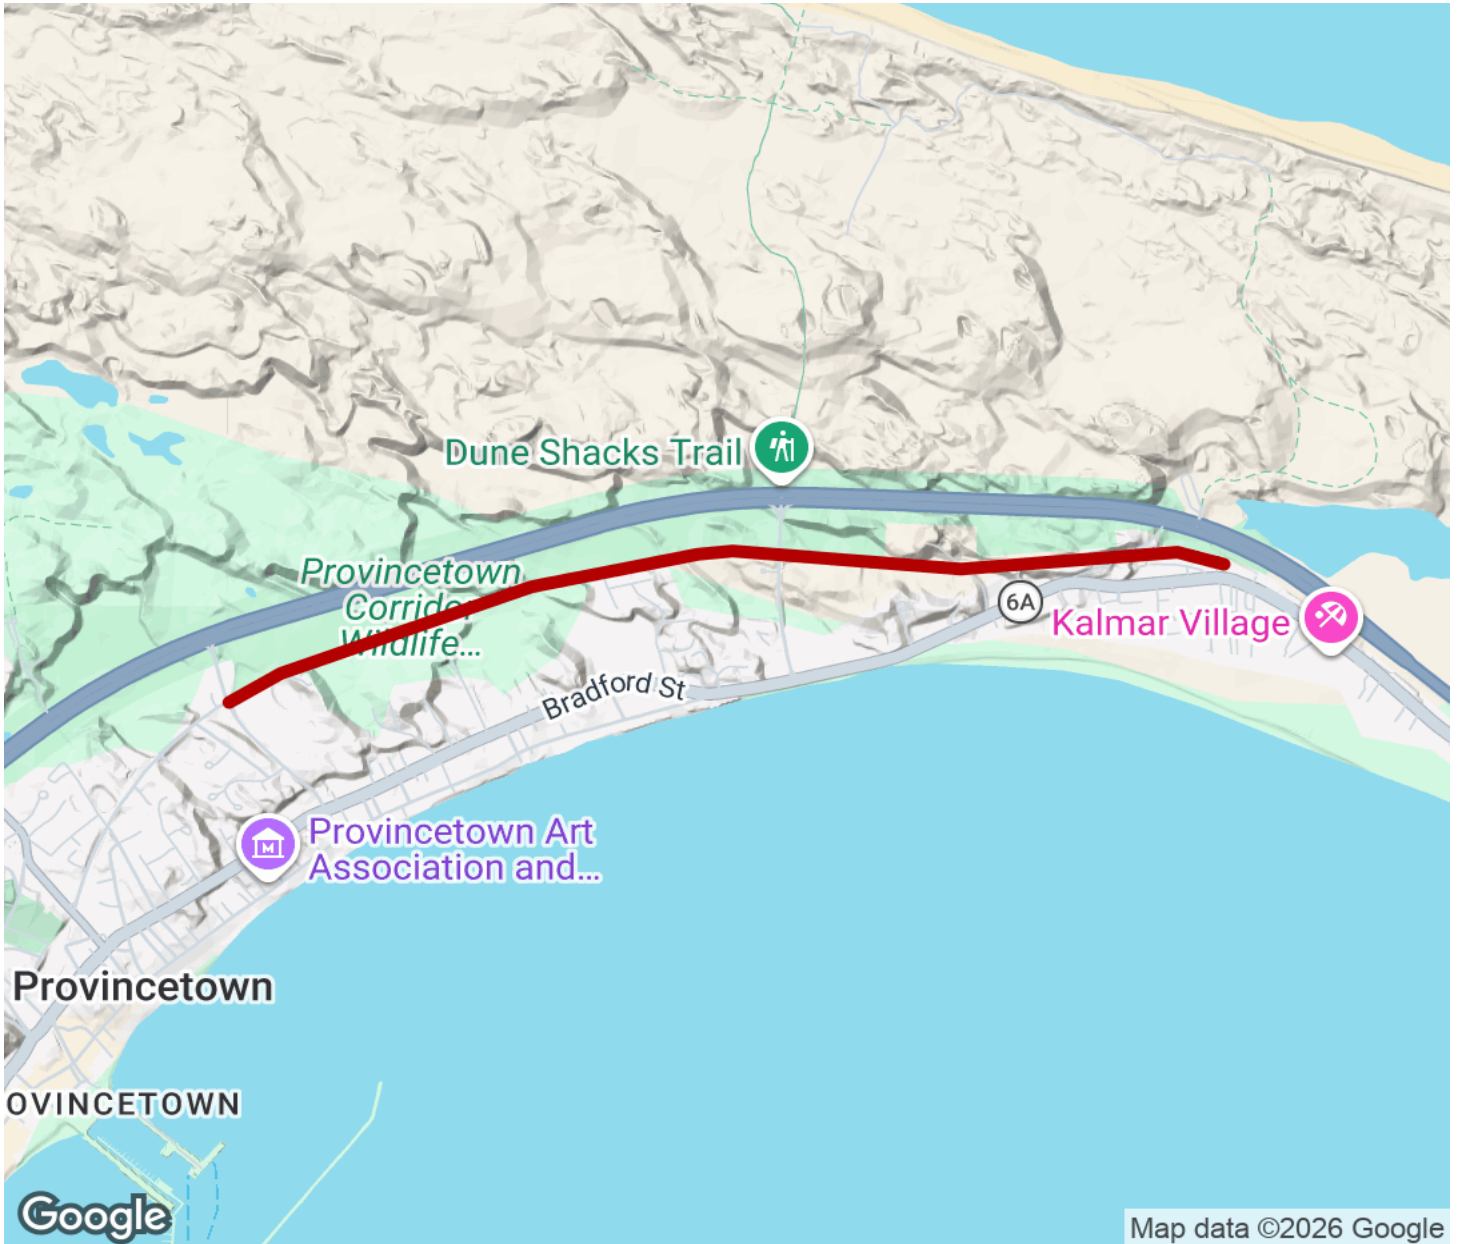 Dune Shacks Trail
Provincetown
Corridor
Wildlife...
6A
Kalmar Village
Bradford St
Provincetown Art
Association and...
Provincetown
OVINCETOWN
Google
Map data ©2026 Google